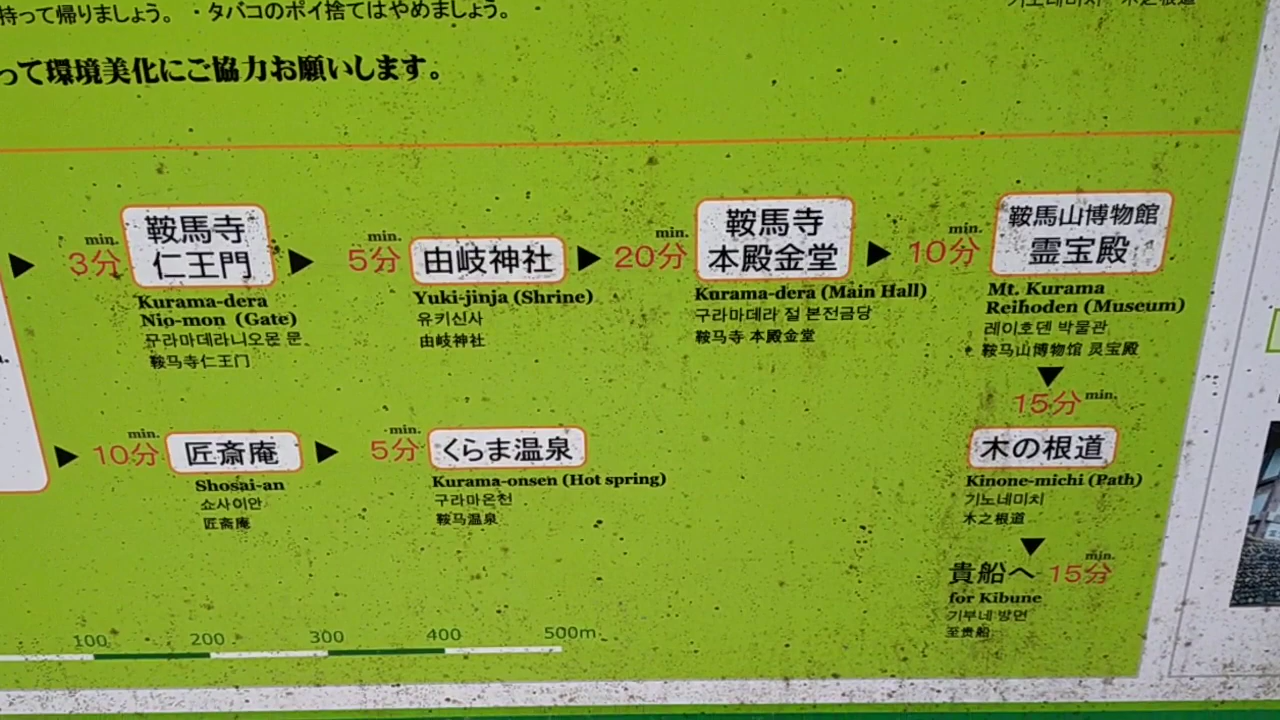 持って帰りましょう。 ・タバコのポイ捨てはやめましょう。
って環境美化にご協力お願いします。
▶ 3分 min. 鞍馬寺 仁王門
Kurama-dera
Nio-mon (Gate)
구라마데라니오몬 문
鞍马寺仁王门
▶ 5分 min. 由岐神社
Yuki-jinja (Shrine)
유키신사
由岐神社
▶ 20分 min. 鞍馬寺 本殿金堂
Kurama-dera (Main Hall)
구라마데라 절 본전금당
鞍马寺 本殿金堂
▶ 10分 min. 鞍馬山博物館 霊宝殿
Mt. Kurama
Reihoden (Museum)
레이호덴 박물관
鞍马山博物馆 灵宝殿
▼
15分 min.
木の根道
Kinone-michi (Path)
기노네미치
木之根道
▼
貴船へ 15分 min.
for Kibune
기부네 방면
至贵船
▶ 10分 min. 匠斎庵
Shosai-an
쇼사이안
匠斋庵
▶ 5分 min. くらま温泉
Kurama-onsen (Hot spring)
구라마온천
鞍马温泉
100 200 300 400 500m